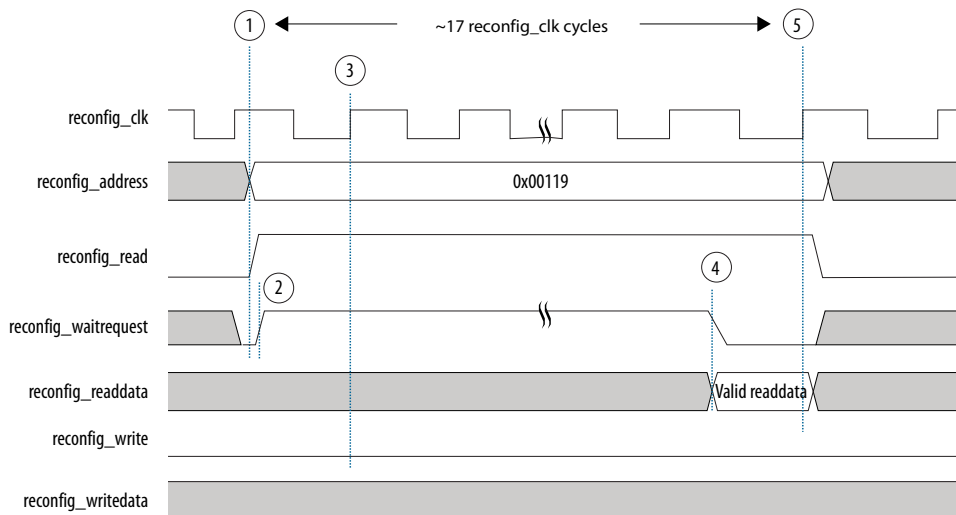 1
~17 reconfig_clk cycles
5
3
reconfig_clk
reconfig_address
0x00119
reconfig_read
4
2
reconfig_waitrequest
reconfig_readdata
Valid readdata
reconfig_write
reconfig_writedata